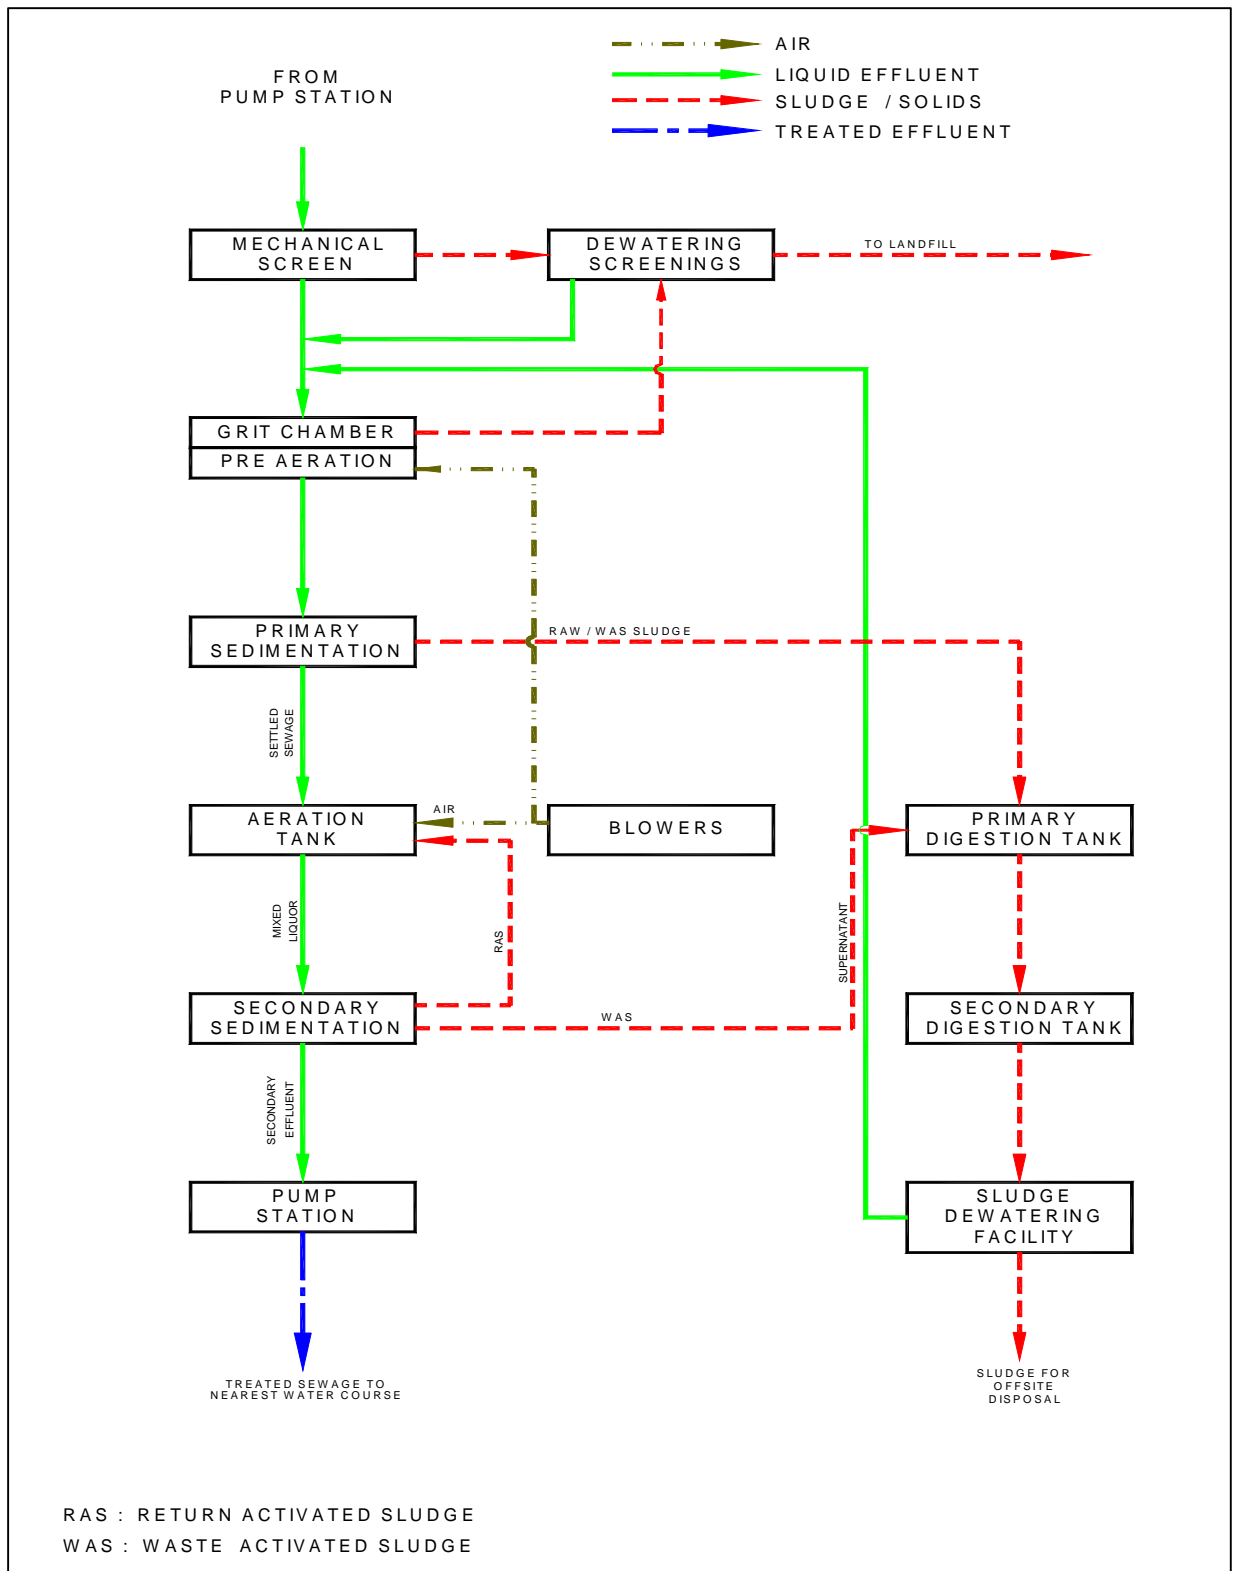 AIR
LIQUID EFFLUENT
SLUDGE / SOLIDS
TREATED EFFLUENT
FROM
PUMP STATION
MECHANICAL
SCREEN
DEWATERING
SCREENINGS
TO LANDFILL
GRIT CHAMBER
PRE AERATION
PRIMARY
SEDIMENTATION
RAW / WAS SLUDGE
SETTLED
SEWAGE
AERATION
TANK
AIR
BLOWERS
PRIMARY
DIGESTION TANK
MIXED
LIQUOR
RAS
SUPERNATANT
SECONDARY
SEDIMENTATION
WAS
SECONDARY
DIGESTION TANK
SECONDARY
EFFLUENT
PUMP
STATION
SLUDGE
DEWATERING
FACILITY
TREATED SEWAGE TO
NEAREST WATER COURSE
SLUDGE FOR
OFFSITE
DISPOSAL
RAS : RETURN ACTIVATED SLUDGE
WAS : WASTE ACTIVATED SLUDGE